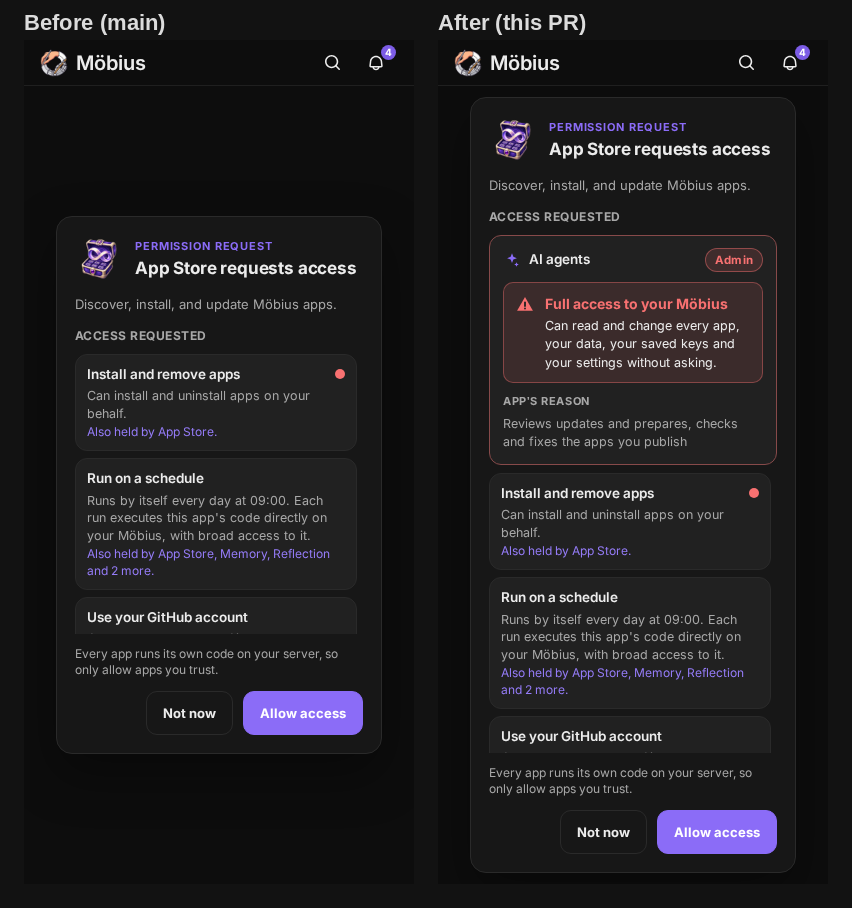 Before (main)
Möbius
4
PERMISSION REQUEST
App Store requests access
Discover, install, and update Möbius apps.
ACCESS REQUESTED
Install and remove apps
Can install and uninstall apps on your
behalf.
Also held by App Store.
Run on a schedule
Runs by itself every day at 09:00. Each
run executes this app's code directly on
your Möbius, with broad access to it.
Also held by App Store, Memory, Reflection
and 2 more.
Use your GitHub account
Every app runs its own code on your server, so
only allow apps you trust.
Not now
Allow access
After (this PR)
Möbius
4
PERMISSION REQUEST
App Store requests access
Discover, install, and update Möbius apps.
ACCESS REQUESTED
AI agents
Admin
Full access to your Möbius
Can read and change every app,
your data, your saved keys and
your settings without asking.
APP'S REASON
Reviews updates and prepares, checks
and fixes the apps you publish
Install and remove apps
Can install and uninstall apps on your
behalf.
Also held by App Store.
Run on a schedule
Runs by itself every day at 09:00. Each
run executes this app's code directly on
your Möbius, with broad access to it.
Also held by App Store, Memory, Reflection
and 2 more.
Use your GitHub account
Every app runs its own code on your server, so
only allow apps you trust.
Not now
Allow access